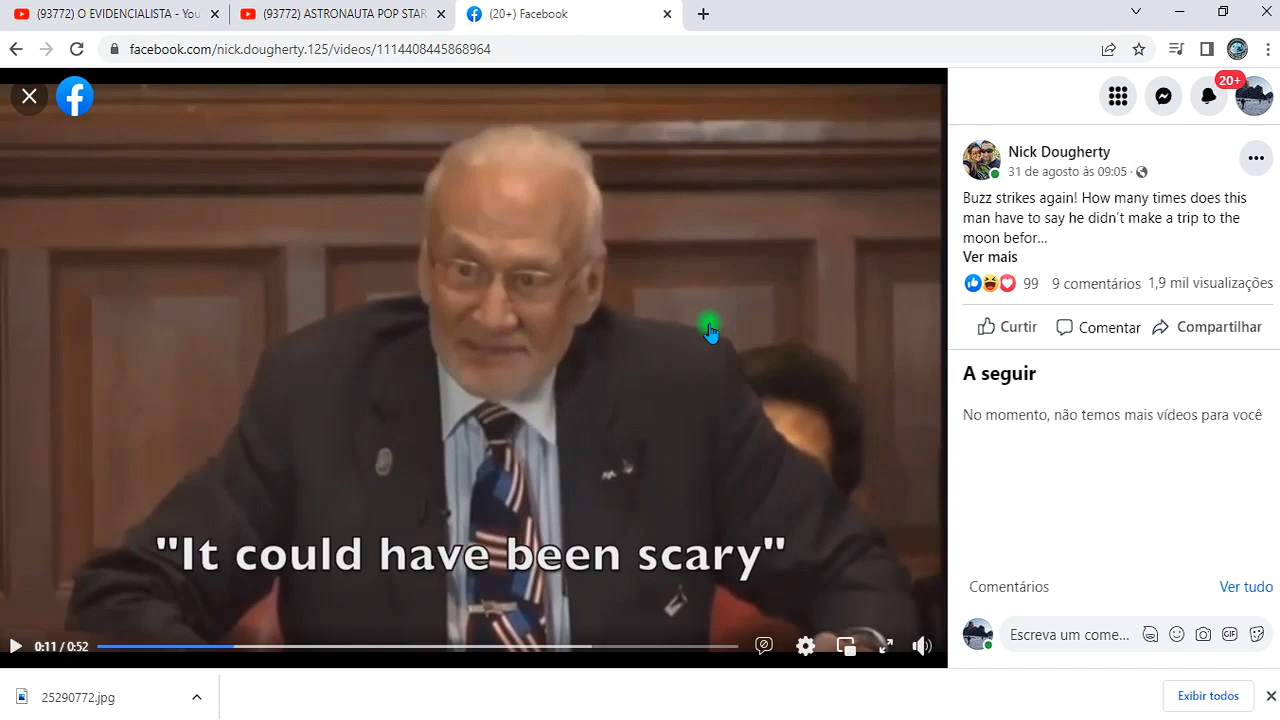 (93772) O EVIDENCIALISTA - You
(93772) ASTRONAUTA POP STAR
(20+) Facebook
facebook.com/nick.dougherty.125/videos/1114408445868964
20+
Nick Dougherty
31 de agosto às 09:05 ·
Buzz strikes again! How many times does this
man have to say he didn’t make a trip to the
moon befor...
Ver mais
99 9 comentários 1,9 mil visualizações
Curtir Comentar Compartilhar
A seguir
No momento, não temos mais vídeos para você
"It could have been scary"
Comentários Ver tudo
Escreva um come...
0:11 / 0:52
25290772.jpg
Exibir todos